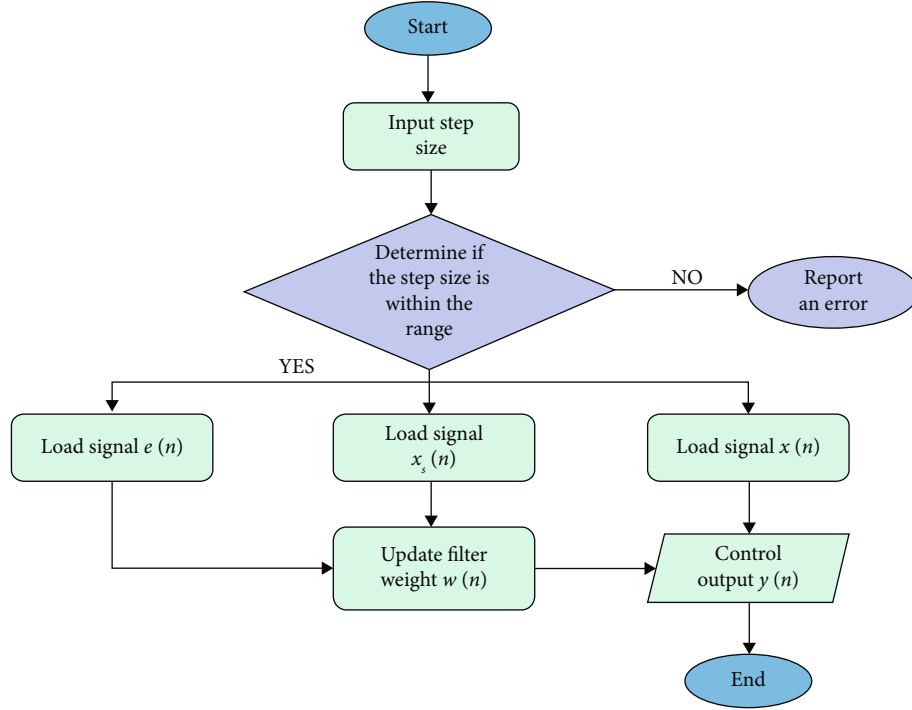 Start
Input step
size
Determine if
the step size is
within the
range
NO
Report
an error
YES
Load signal e (n)
Load signal
xₛ (n)
Load signal x (n)
Update filter
weight w (n)
Control
output y (n)
End